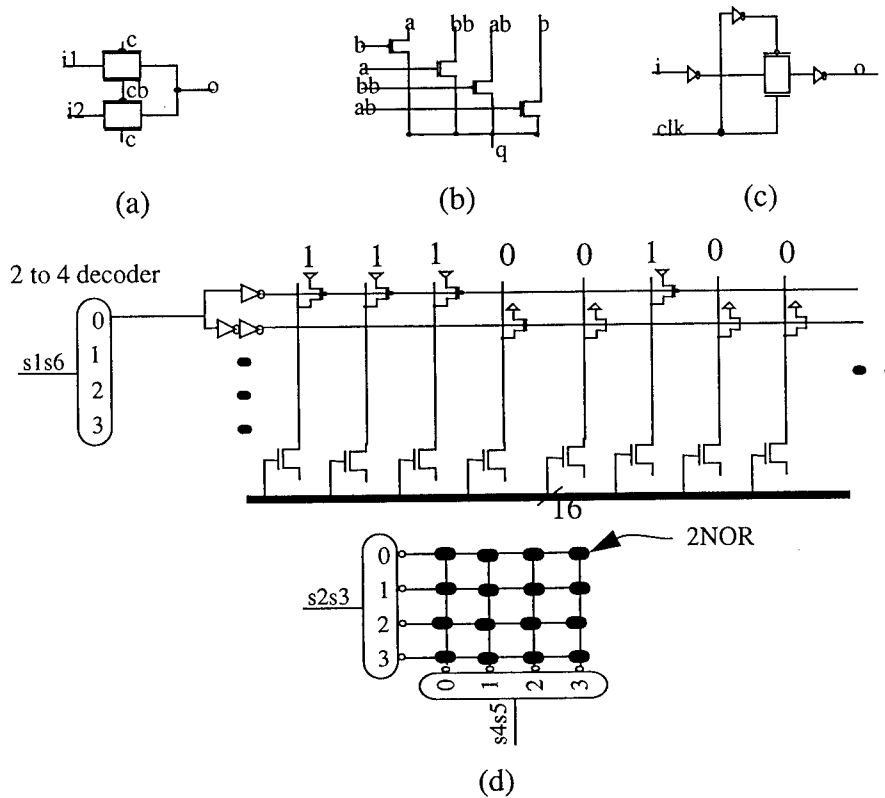 c
i1
cb
o
i2
c
(a)
a bb ab b
b
a
bb
ab
q
(b)
i
o
clk
(c)
1 1 1 0 0 1 0 0
2 to 4 decoder
0
1
2
3
s1s6
16
2NOR
0
1
2
3
s2s3
0 1 2 3
s4s5
(d)